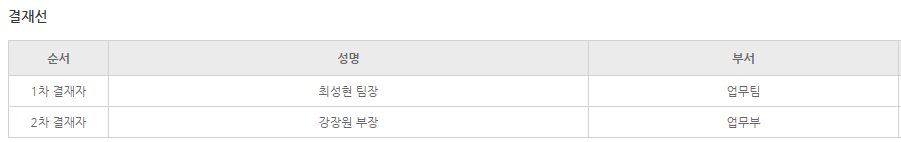 결재선
순서 성명 부서
1차 결재자 최성현 팀장 업무팀
2차 결재자 강장원 부장 업무부